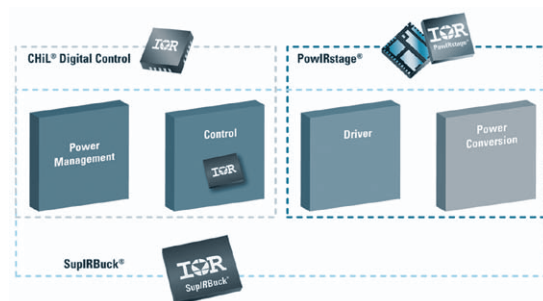 IOR
CHiL® Digital Control
IOR
PowIRstage®
PowIRstage®
Power
Management
Control
IOR
Driver
Power
Conversion
SupIRBuck®
IOR
SupIRBuck®